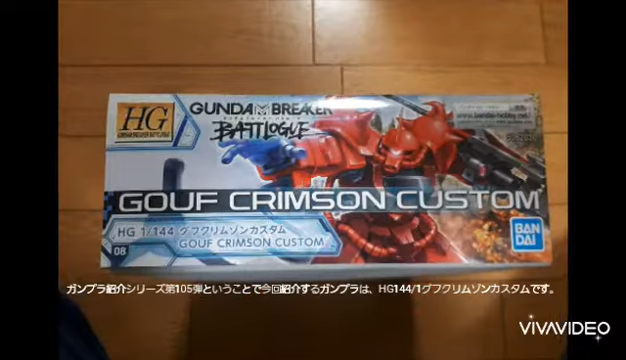 HG
GUNDAM BREAKER
BATTLOGUE
www.bandai-hobby.net/
GOUF CRIMSON CUSTOM
HG 1/144 グフクリムゾンカスタム
GOUF CRIMSON CUSTOM
08
BAN
DAI
ガンプラ紹介シリーズ第105弾ということで今回紹介するガンプラは、HG144/1グフクリムゾンカスタムです。
VIVAVIDEO